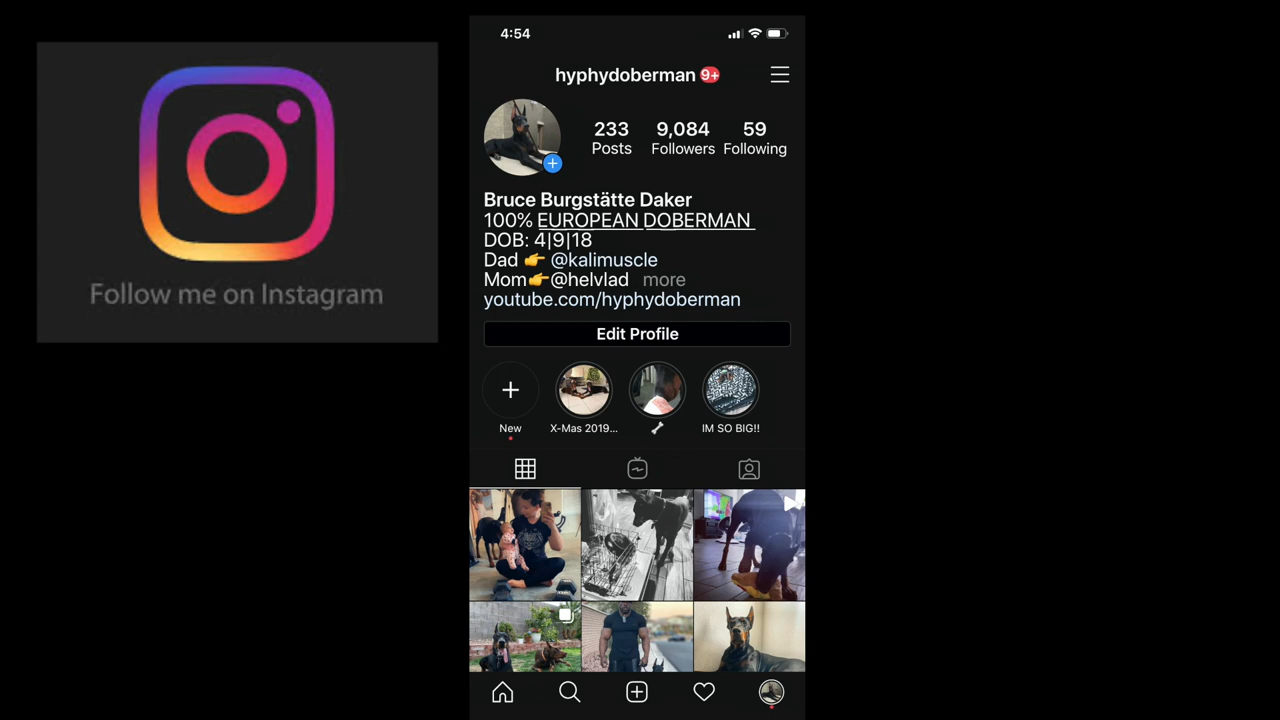 Follow me on Instagram
4:54
hyphydoberman 9+
233 9,084 59
Posts Followers Following
Bruce Burgstätte Daker
100% EUROPEAN DOBERMAN
DOB: 4|9|18
Dad 👉 @kalimuscle
Mom👉@helvlad more
youtube.com/hyphydoberman
Edit Profile
New X-Mas 2019... 🦴 IM SO BIG!!